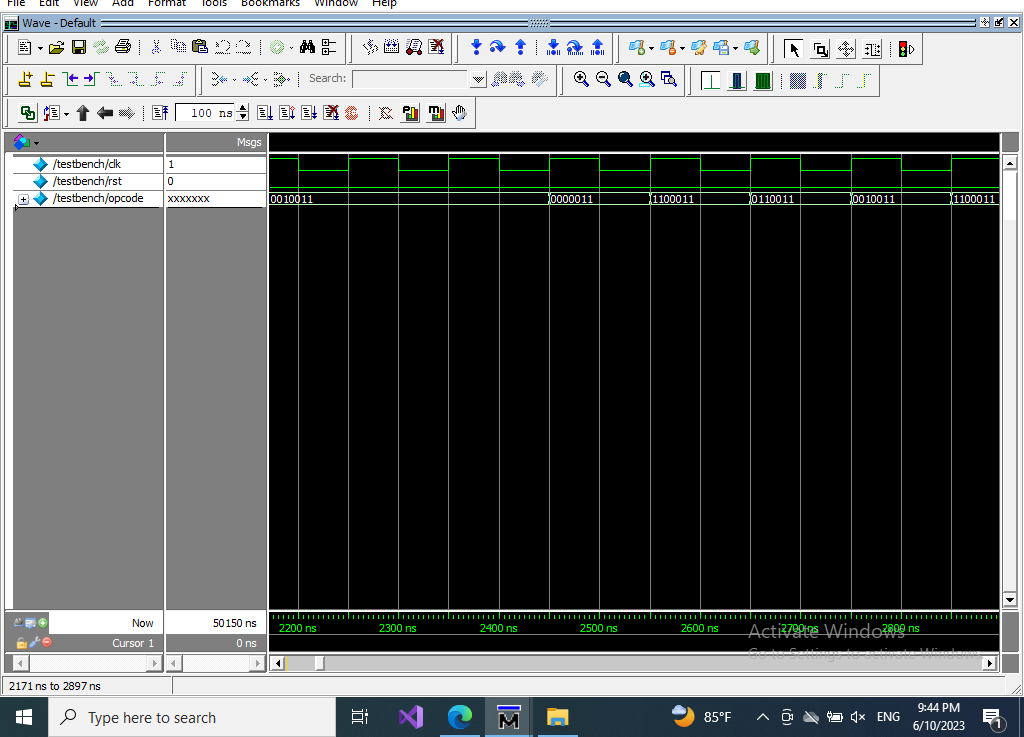 File Edit View Add Format Tools Bookmarks Window Help
Wave - Default
Search:
100 ns
Msgs
/testbench/clk 1
/testbench/rst 0
/testbench/opcode xxxxxxx 0010011 0000011 1100011 0110011 0010011 1100011
Now 50150 ns 2200 ns 2300 ns 2400 ns 2500 ns 2600 ns 2700 ns 2800 ns
Cursor 1 0 ns
Activate Windows
Go to Settings to activate Windows.
2171 ns to 2897 ns
Type here to search
85°F
ENG
9:44 PM
6/10/2023
1